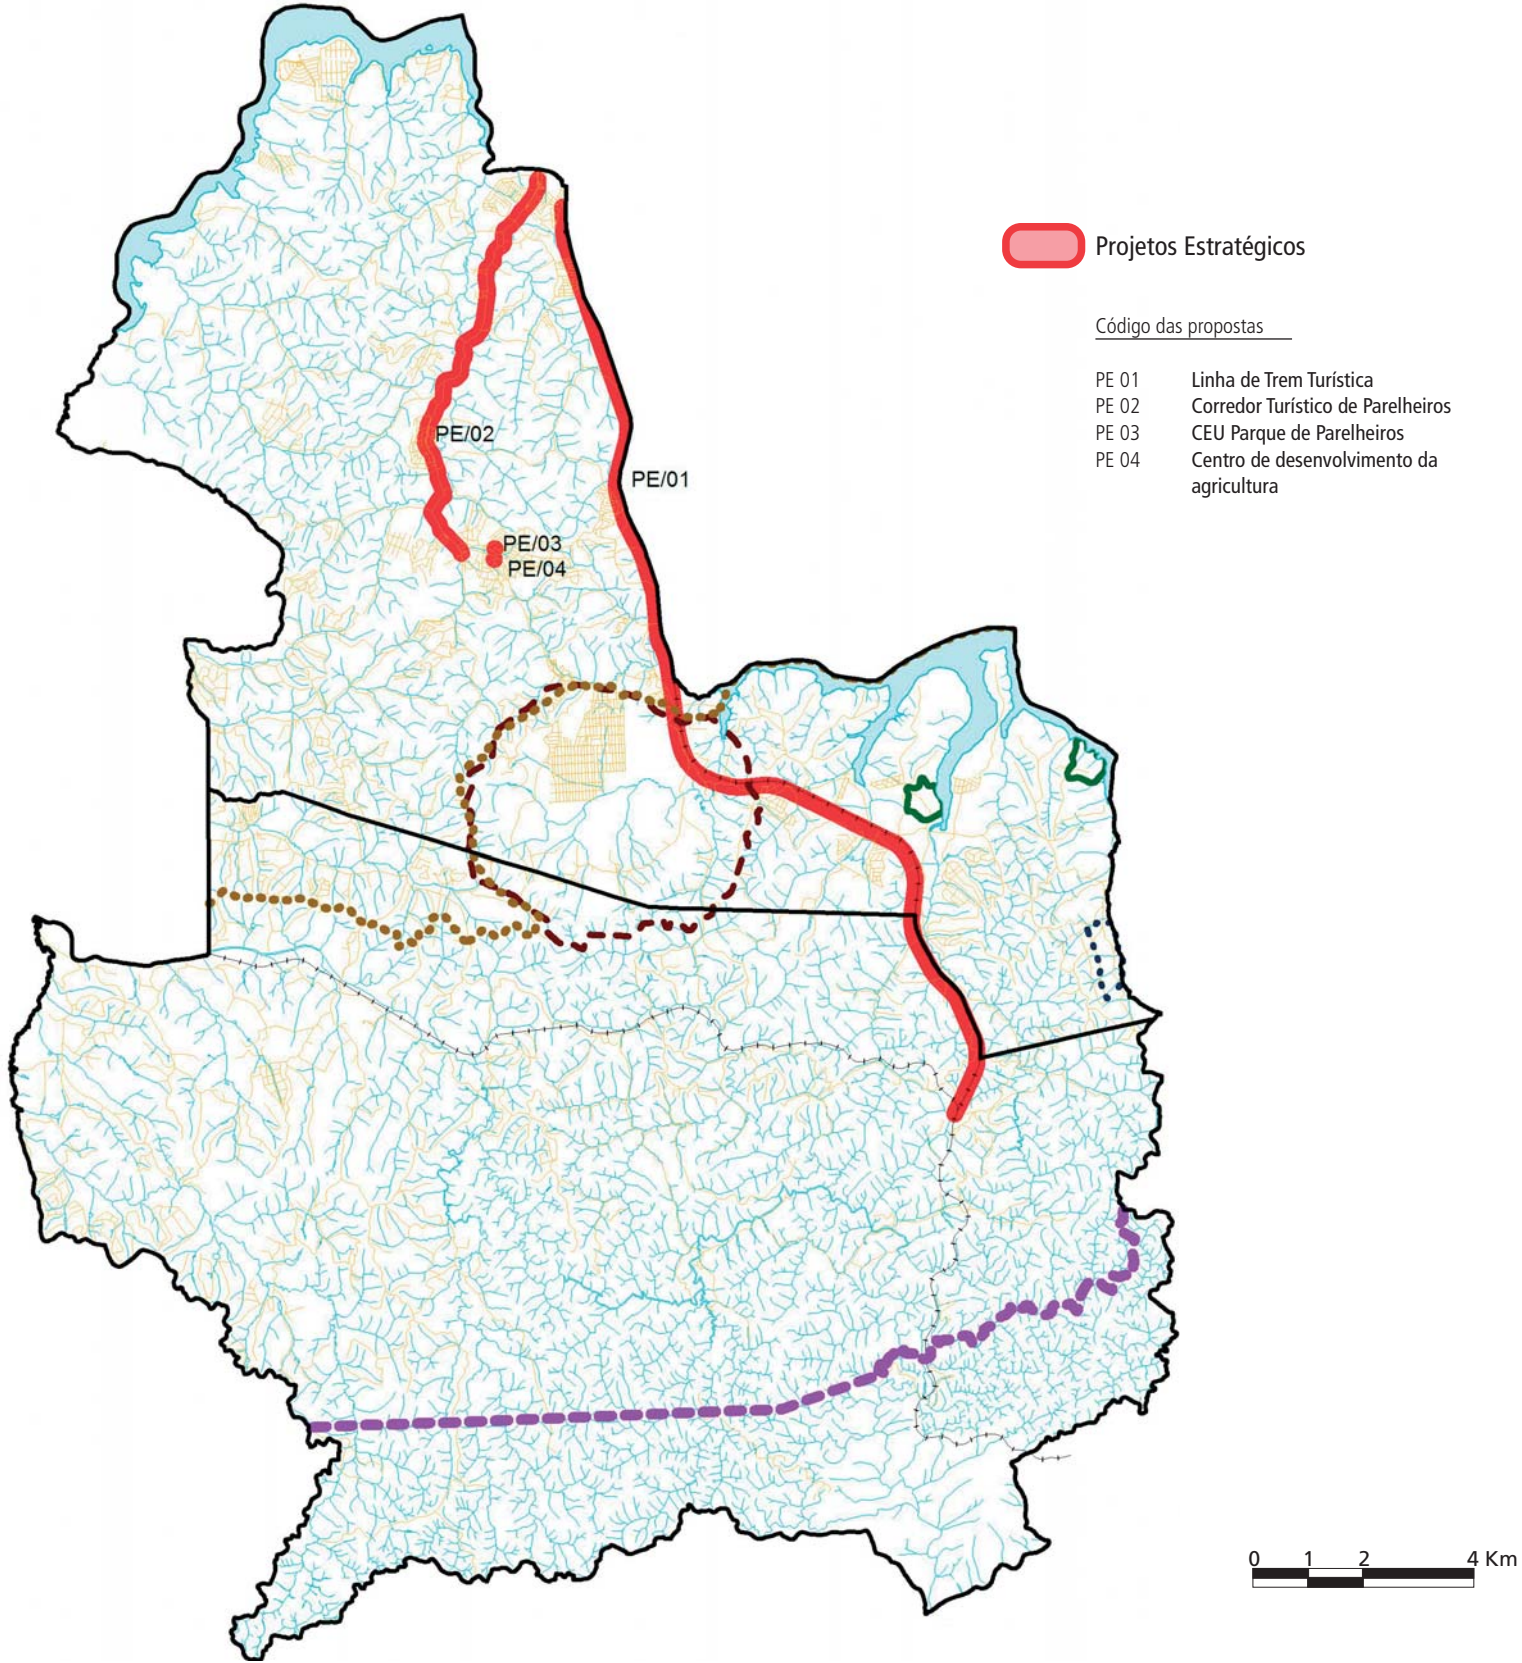 Projetos Estratégicos
Código das propostas
PE 01 Linha de Trem Turística
PE 02 Corredor Turístico de Parelheiros
PE 03 CEU Parque de Parelheiros
PE 04 Centro de desenvolvimento da
agricultura
PE/02
PE/01
PE/03
PE/04
0 1 2 4 Km